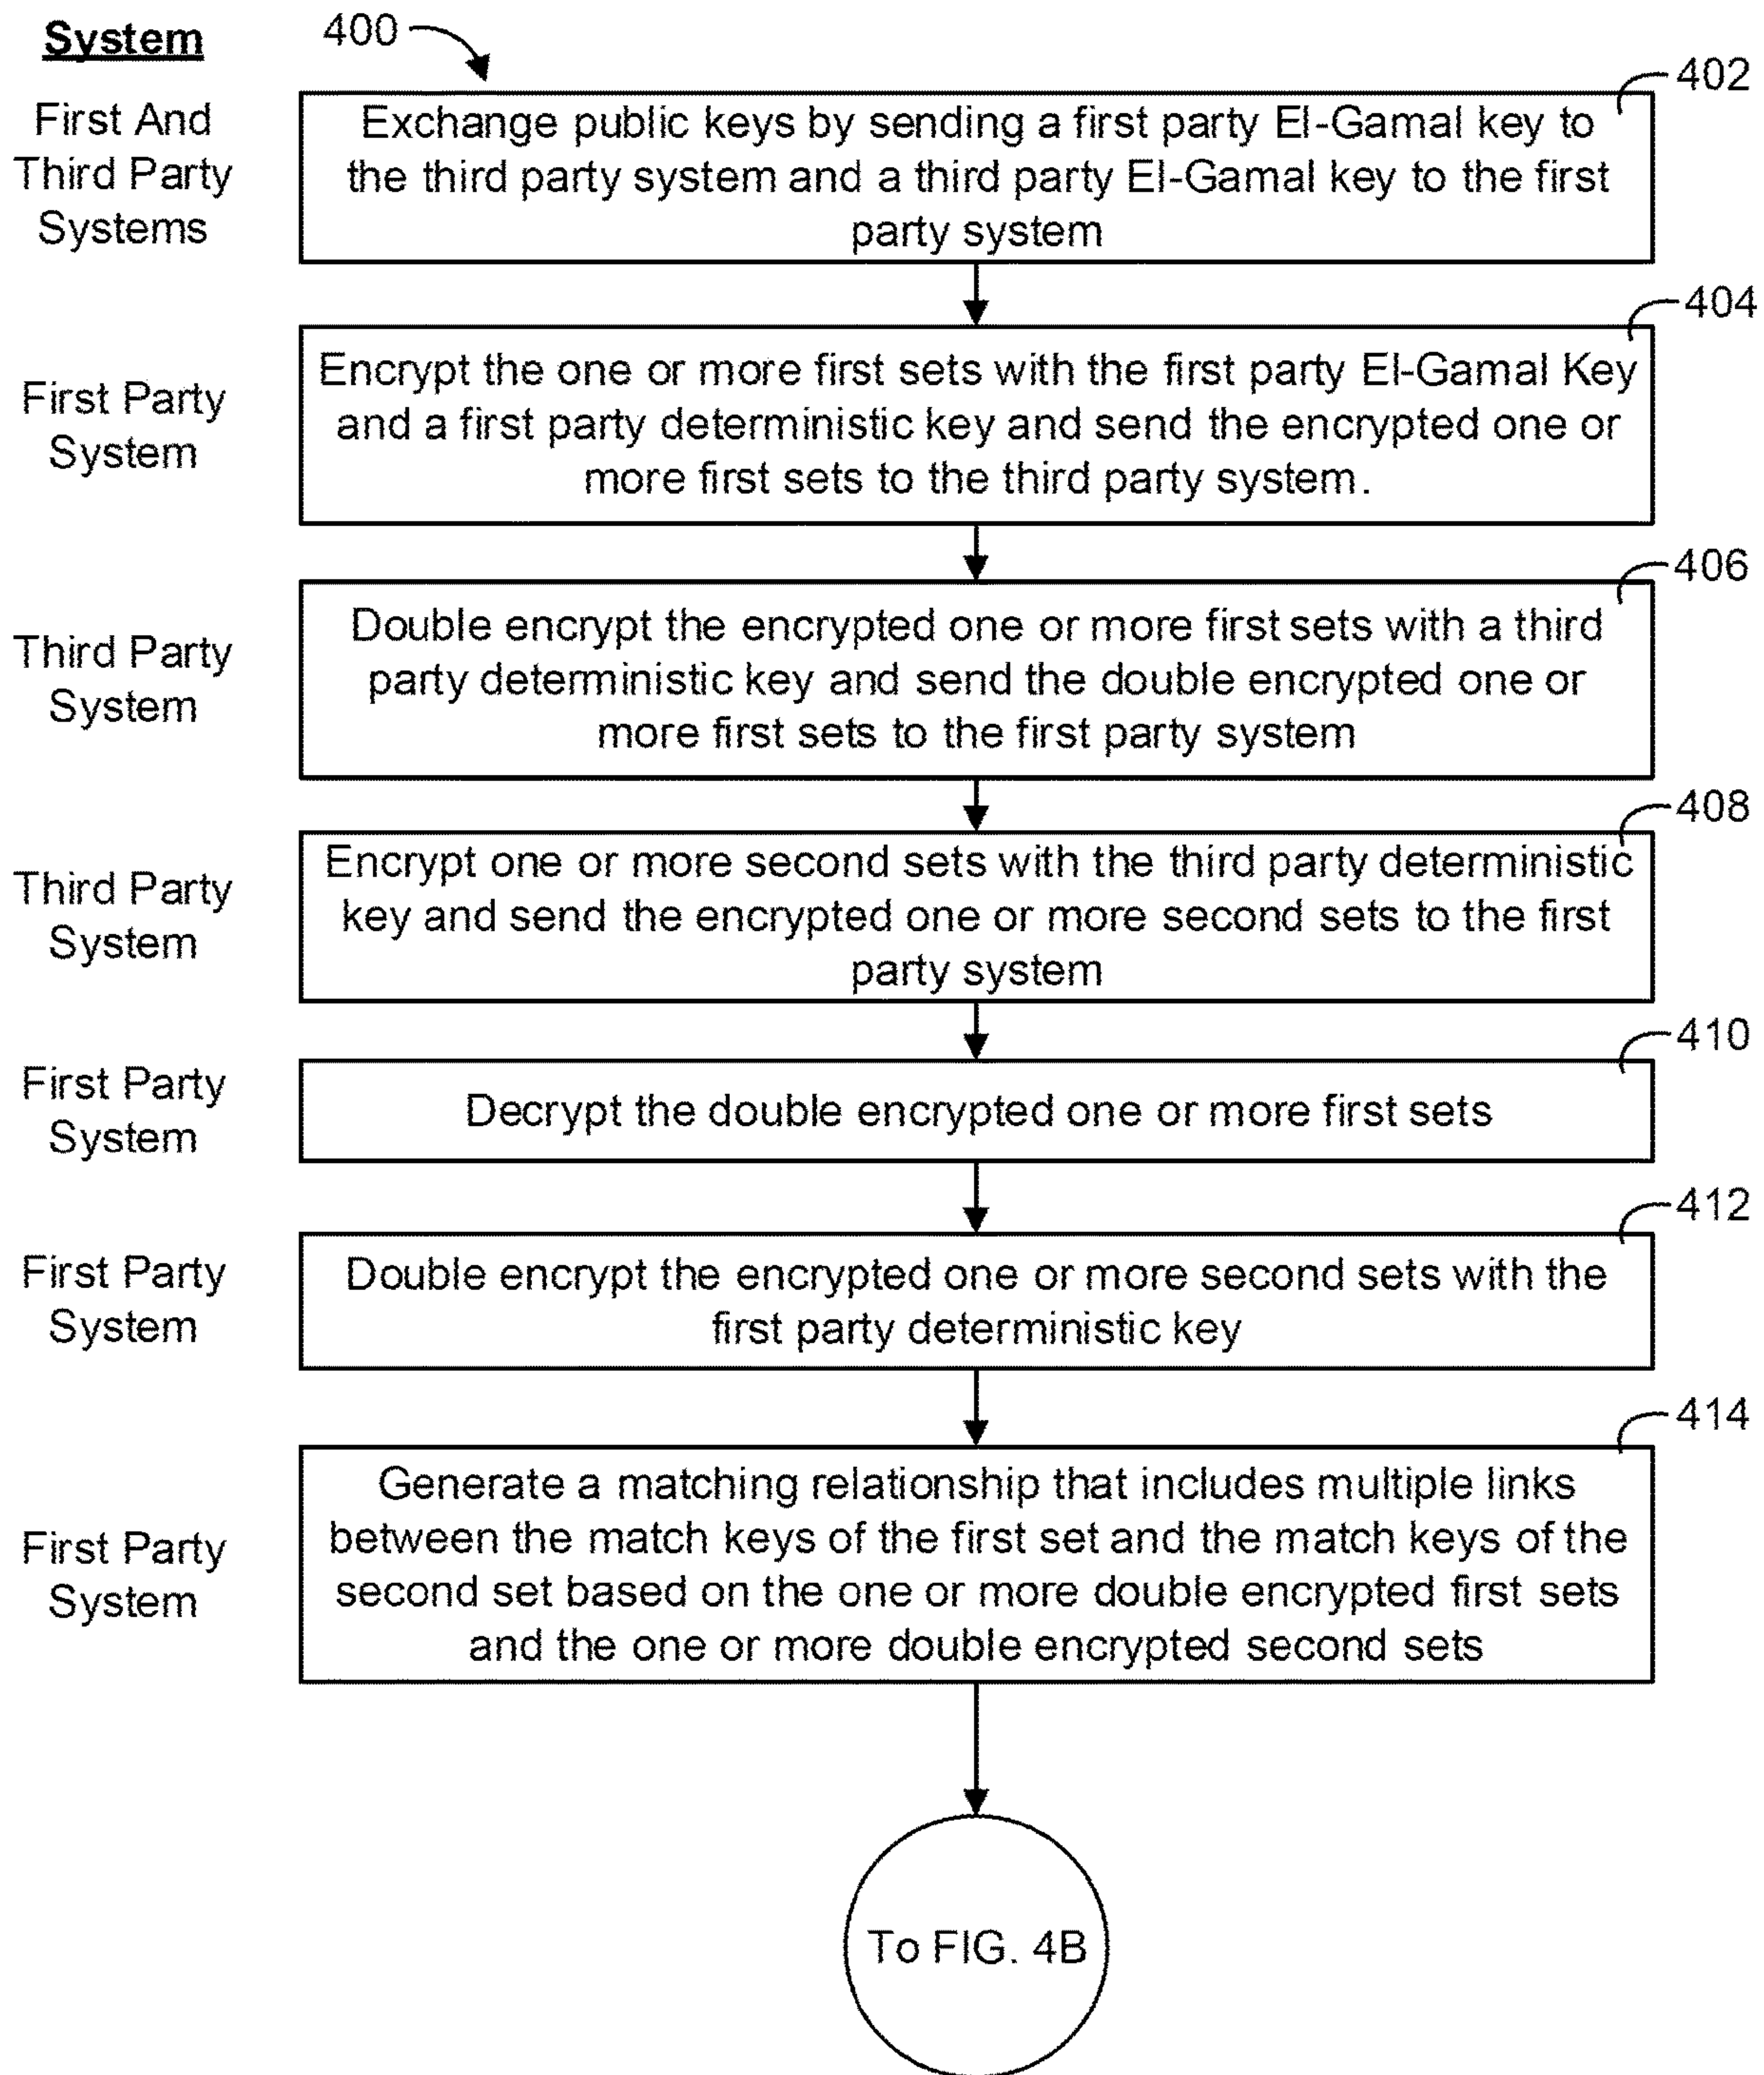 System
400
First And
Third Party
Systems
402
Exchange public keys by sending a first party El-Gamal key to
the third party system and a third party El-Gamal key to the first
party system
First Party
System
404
Encrypt the one or more first sets with the first party El-Gamal Key
and a first party deterministic key and send the encrypted one or
more first sets to the third party system.
Third Party
System
406
Double encrypt the encrypted one or more first sets with a third
party deterministic key and send the double encrypted one or
more first sets to the first party system
Third Party
System
408
Encrypt one or more second sets with the third party deterministic
key and send the encrypted one or more second sets to the first
party system
First Party
System
410
Decrypt the double encrypted one or more first sets
First Party
System
412
Double encrypt the encrypted one or more second sets with the
first party deterministic key
First Party
System
414
Generate a matching relationship that includes multiple links
between the match keys of the first set and the match keys of the
second set based on the one or more double encrypted first sets
and the one or more double encrypted second sets
To FIG. 4B